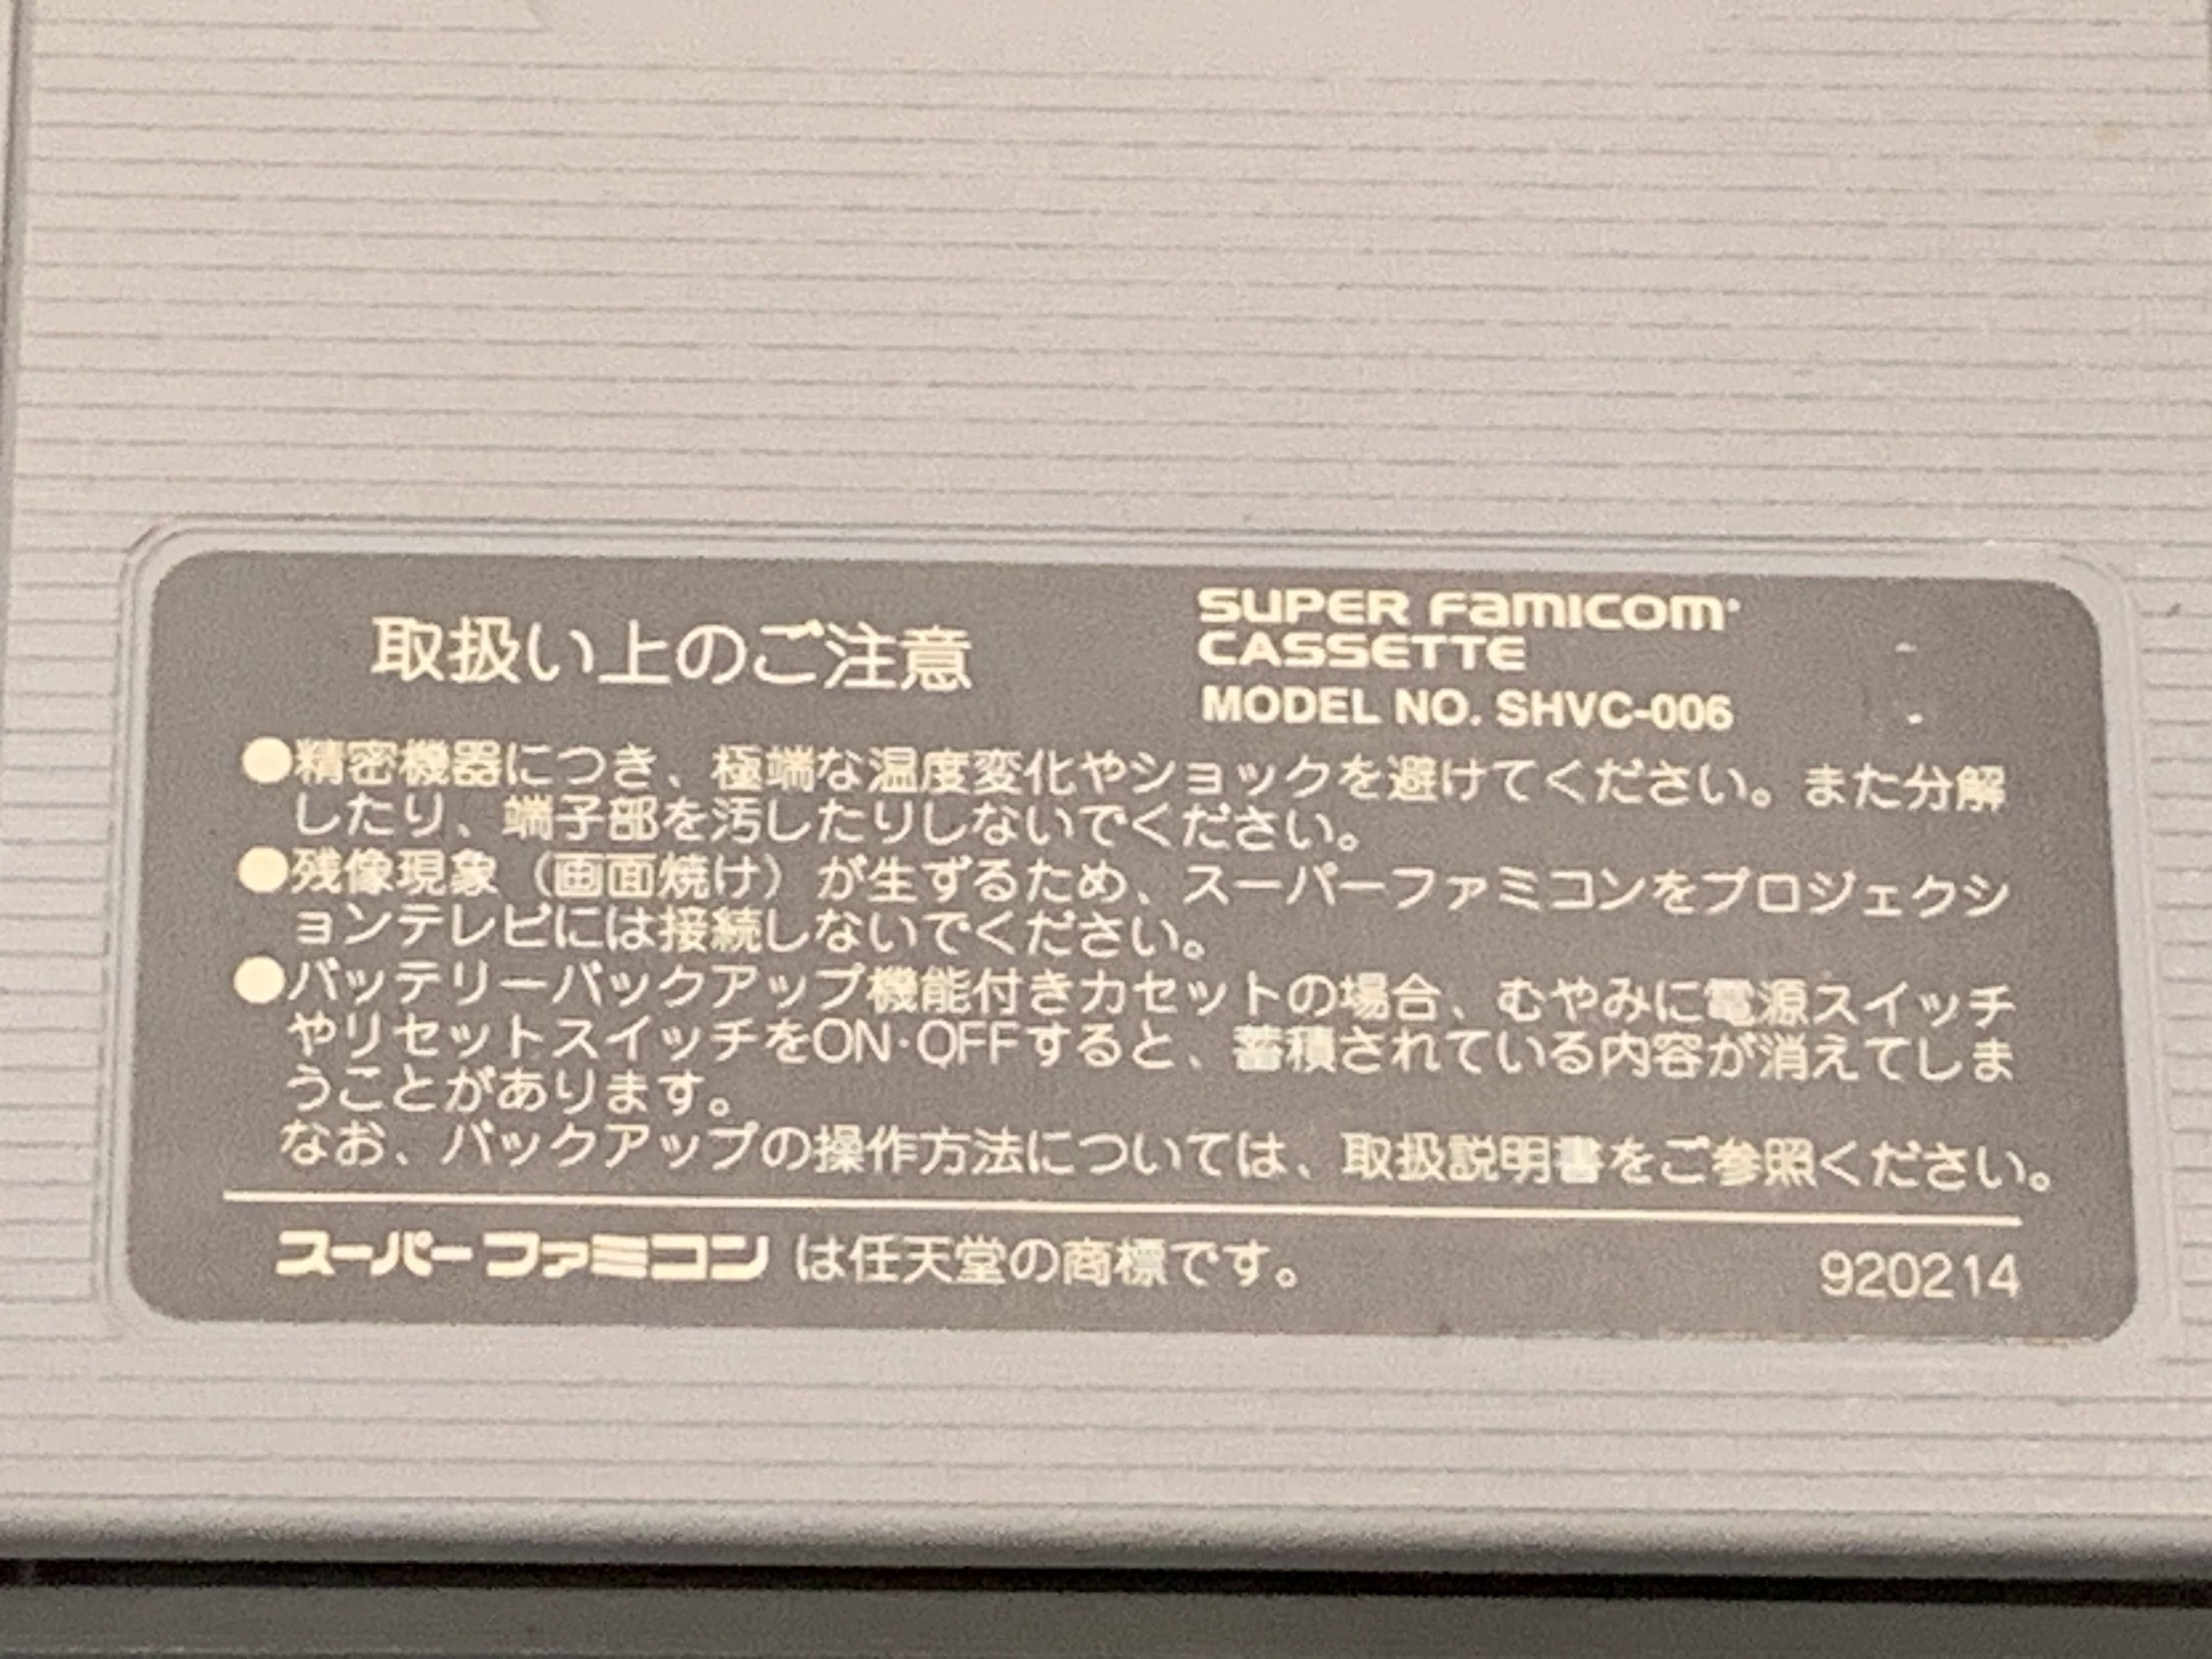 取扱い上のご注意
SUPER Famicom
CASSETTE
MODEL NO. SHVC-006
●精密機器につき、極端な温度変化やショックを避けてください。また分解
したり、端子部を汚したりしないでください。
●残像現象（画面焼け）が生ずるため、スーパーファミコンをプロジェクシ
ョンテレビには接続しないでください。
●バッテリーバックアップ機能付きカセットの場合、むやみに電源スイッチ
やリセットスイッチをON·OFFすると、蓄積されている内容が消えてしま
うことがあります。
なお、バックアップの操作方法については、取扱説明書をご参照ください。
スーパーファミコン は任天堂の商標です。
920214